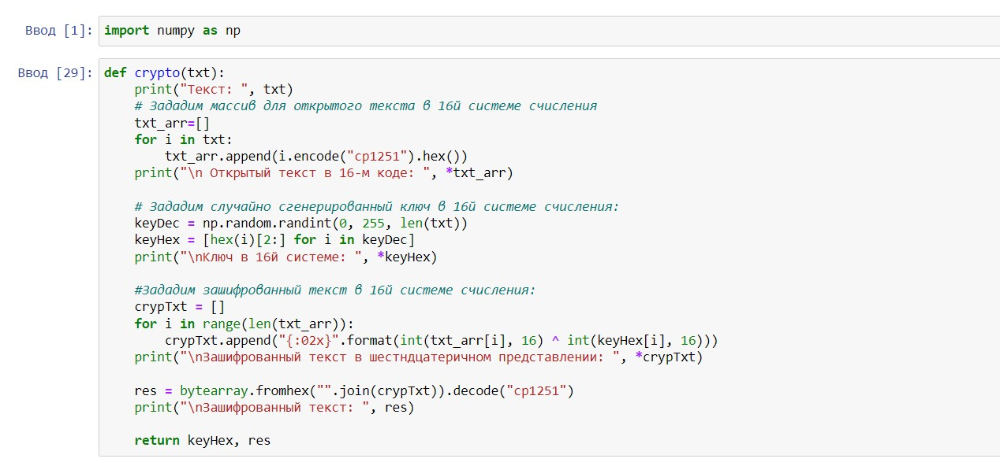 Ввод [1]: import numpy as np
Ввод [29]: def crypto(txt):
    print("Текст: ", txt)
    # Зададим массив для открытого текста в 16й системе счисления
    txt_arr=[]
    for i in txt:
        txt_arr.append(i.encode("cp1251").hex())
    print("\n Открытый текст в 16-м коде: ", *txt_arr)
    # Зададим случайно сгенерированный ключ в 16й системе счисления:
    keyDec = np.random.randint(0, 255, len(txt))
    keyHex = [hex(i)[2:] for i in keyDec]
    print("\nКлюч в 16й системе: ", *keyHex)
    #Зададим зашифрованный текст в 16й системе счисления:
    crypTxt = []
    for i in range(len(txt_arr)):
        crypTxt.append("{:02x}".format(int(txt_arr[i], 16) ^ int(keyHex[i], 16)))
    print("\nЗашифрованный текст в шестндцатеричном представлении: ", *crypTxt)
    res = bytearray.fromhex("".join(crypTxt)).decode("cp1251")
    print("\nЗашифрованный текст: ", res)
    return keyHex, res